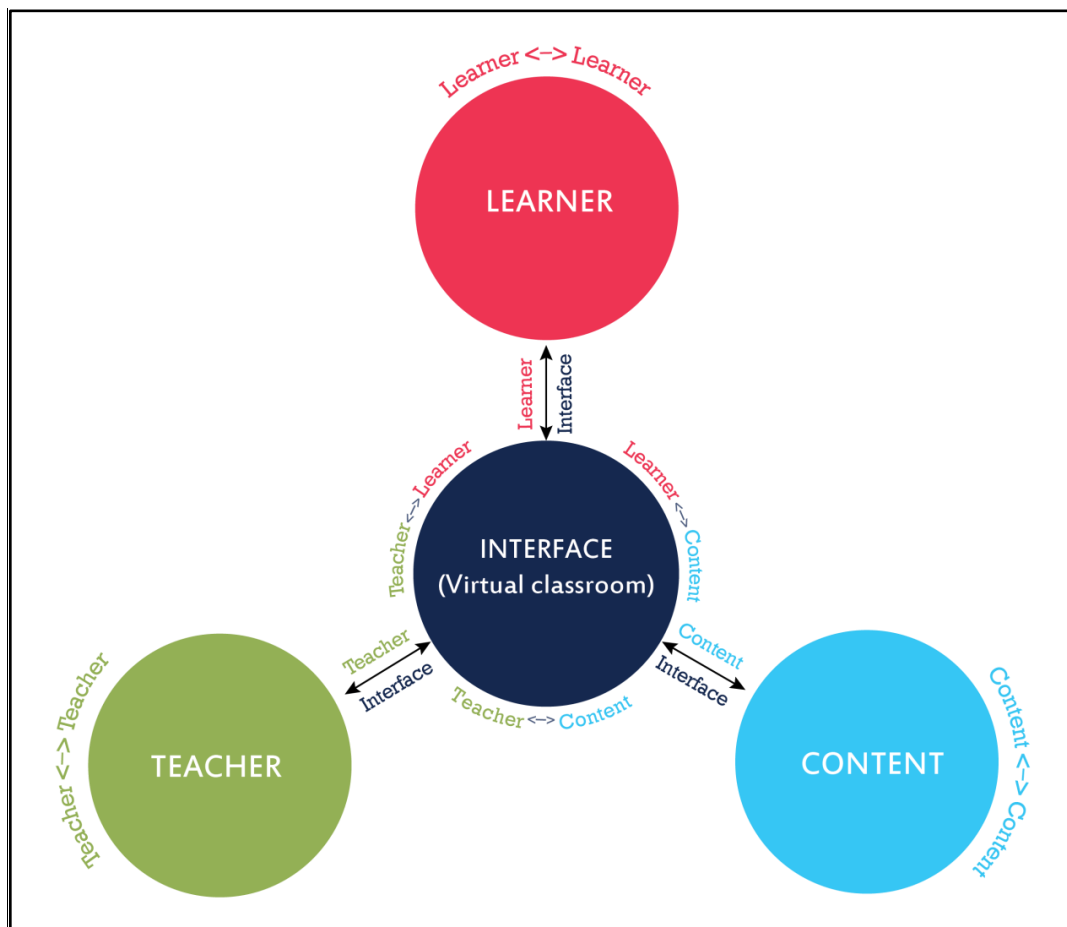 Learner <-> Learner
LEARNER
Learner
Interface
Teacher <-> Learner
Learner <-> Content
INTERFACE
(Virtual classroom)
Teacher
Interface
Content
Interface
Teacher <-> Content
Teacher <-> Teacher
TEACHER
CONTENT
Content <-> Content